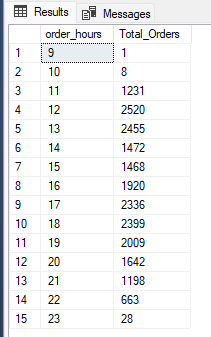 Results Messages
order_hours Total_Orders
1 9 1
2 10 8
3 11 1231
4 12 2520
5 13 2455
6 14 1472
7 15 1468
8 16 1920
9 17 2336
10 18 2399
11 19 2009
12 20 1642
13 21 1198
14 22 663
15 23 28